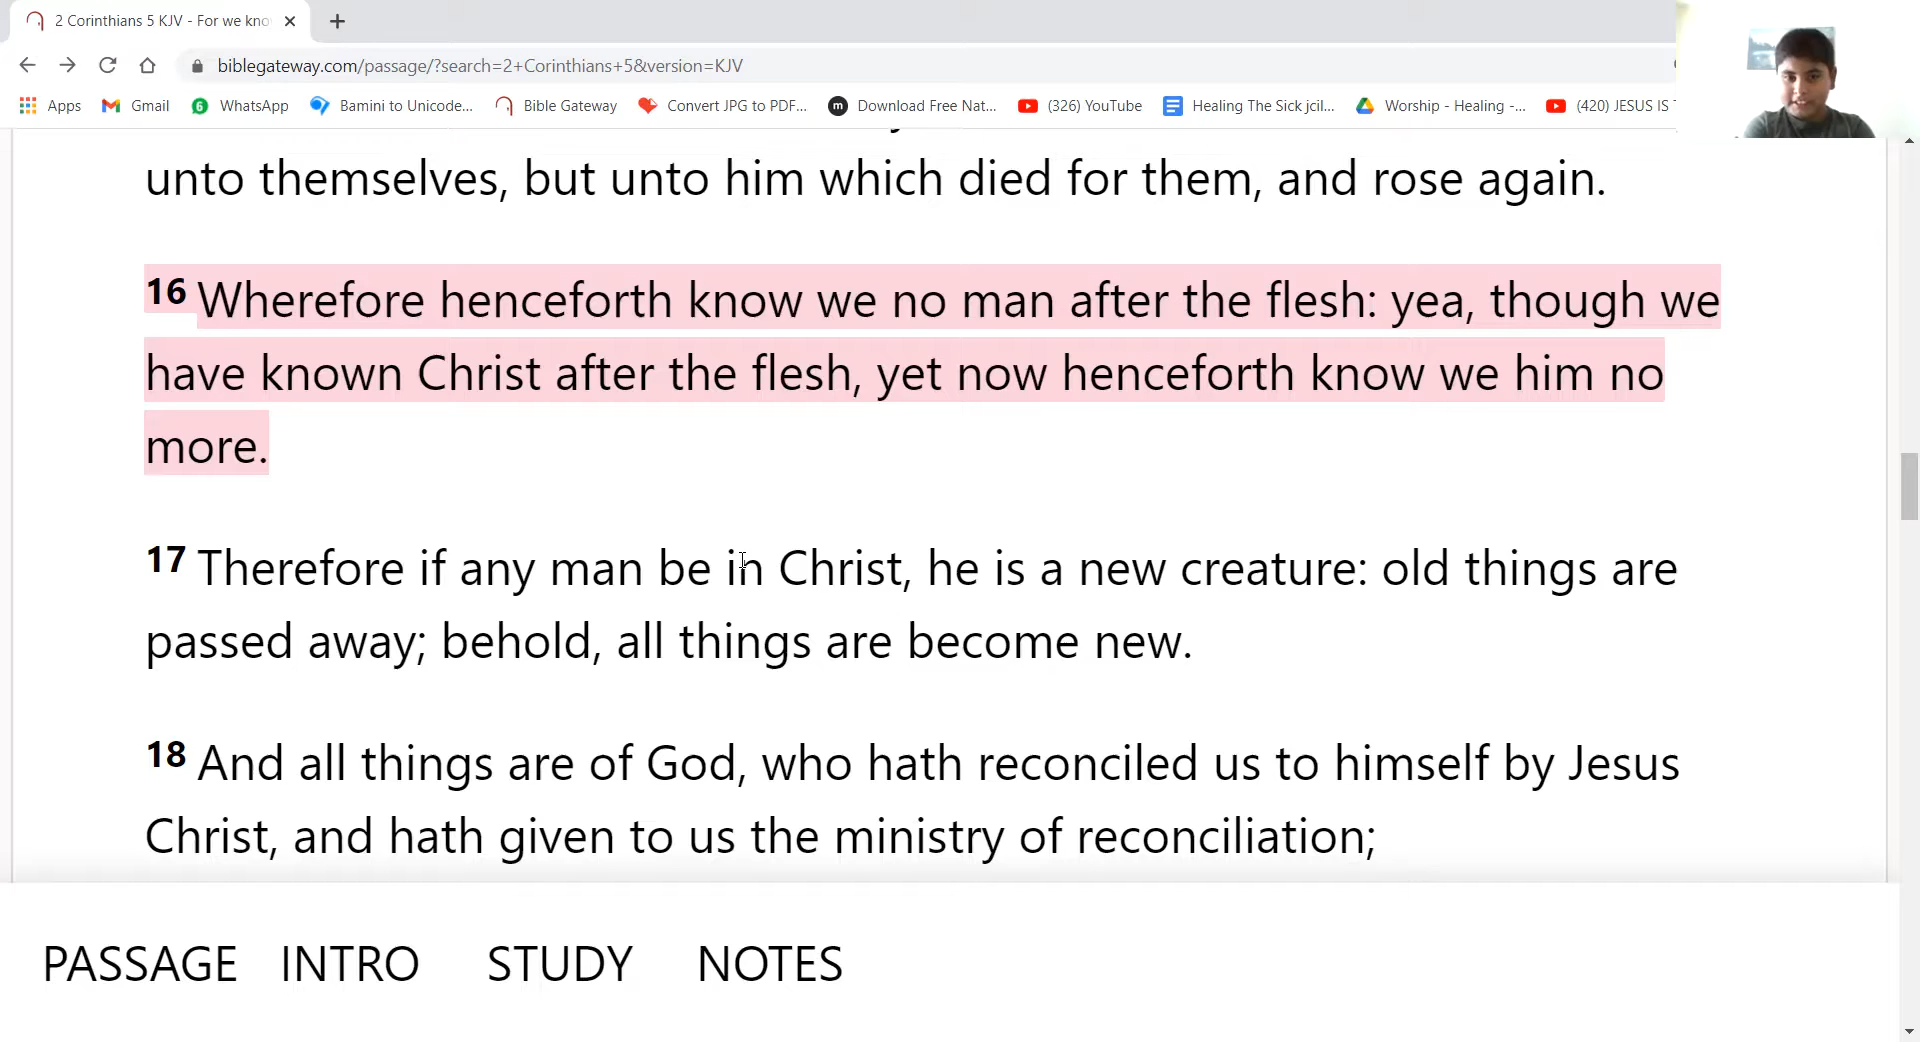 2 Corinthians 5 KJV - For we kno
biblegateway.com/passage/?search=2+Corinthians+5&version=KJV
Apps Gmail WhatsApp Bamini to Unicode... Bible Gateway Convert JPG to PDF... Download Free Nat... (326) YouTube Healing The Sick jcil... Worship - Healing -... (420) JESUS IS
unto themselves, but unto him which died for them, and rose again.
16 Wherefore henceforth know we no man after the flesh: yea, though we
have known Christ after the flesh, yet now henceforth know we him no
more.
17 Therefore if any man be in Christ, he is a new creature: old things are
passed away; behold, all things are become new.
18 And all things are of God, who hath reconciled us to himself by Jesus
Christ, and hath given to us the ministry of reconciliation;
PASSAGE INTRO STUDY NOTES